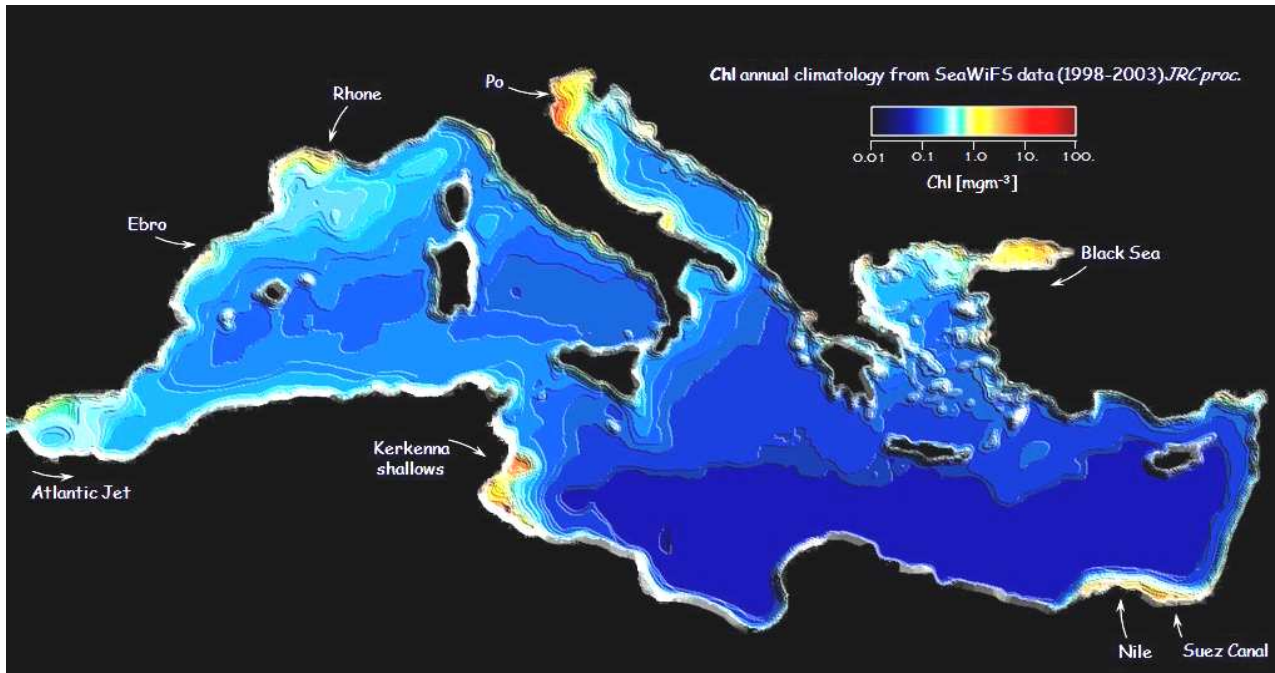 Chl annual climatology from SeaWiFS data (1998-2003) JRC proc.
Po
Rhone
0.01 0.1 1.0 10. 100.
Chl [mgm⁻³]
Ebro
Black Sea
Kerkenna
shallows
Atlantic Jet
Nile
Suez Canal